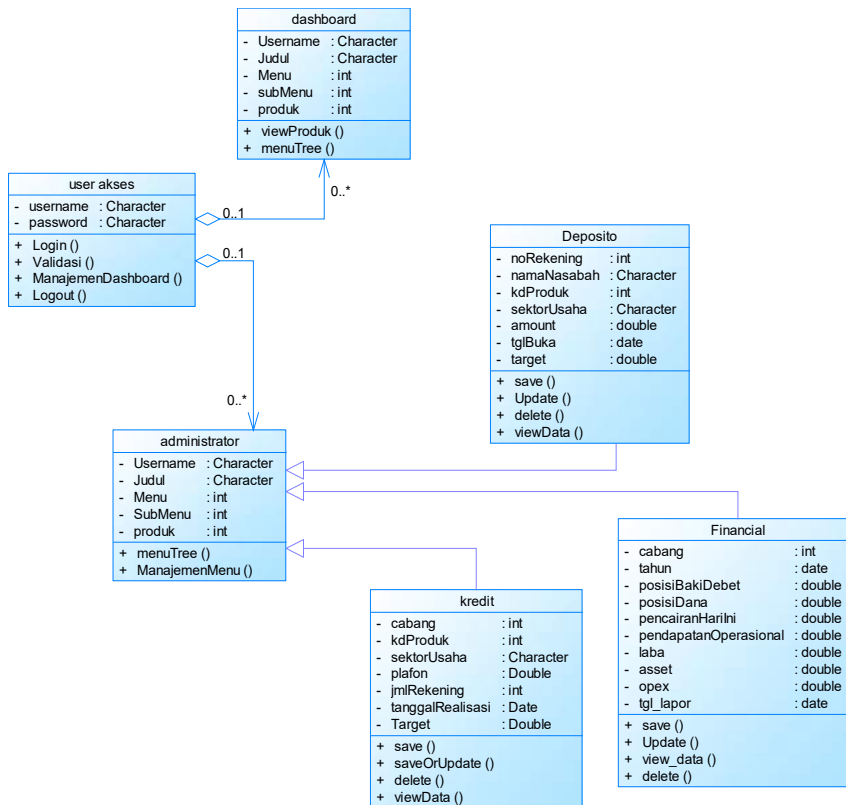 dashboard
- Username : Character
- Judul : Character
- Menu : int
- subMenu : int
- produk : int
+ viewProduk ()
+ menuTree ()
user akses
- username : Character
- password : Character
+ Login ()
+ Validasi ()
+ ManajemenDashboard ()
+ Logout ()
0..1
0..*
0..1
0..*
Deposito
- noRekening : int
- namaNasabah : Character
- kdProduk : int
- sektorUsaha : Character
- amount : double
- tglBuka : date
- target : double
+ save ()
+ Update ()
+ delete ()
+ viewData ()
administrator
- Username : Character
- Judul : Character
- Menu : int
- SubMenu : int
- produk : int
+ menuTree ()
+ ManajemenMenu ()
Financial
- cabang : int
- tahun : date
- posisiBakiDebet : double
- posisiDana : double
- pencairanHariIni : double
- pendapatanOperasional : double
- laba : double
- asset : double
- opex : double
- tgl_lapor : date
+ save ()
+ Update ()
+ view_data ()
+ delete ()
kredit
- cabang : int
- kdProduk : int
- sektorUsaha : Character
- plafon : Double
- jmlRekening : int
- tanggalRealisasi : Date
- Target : Double
+ save ()
+ saveOrUpdate ()
+ delete ()
+ viewData ()